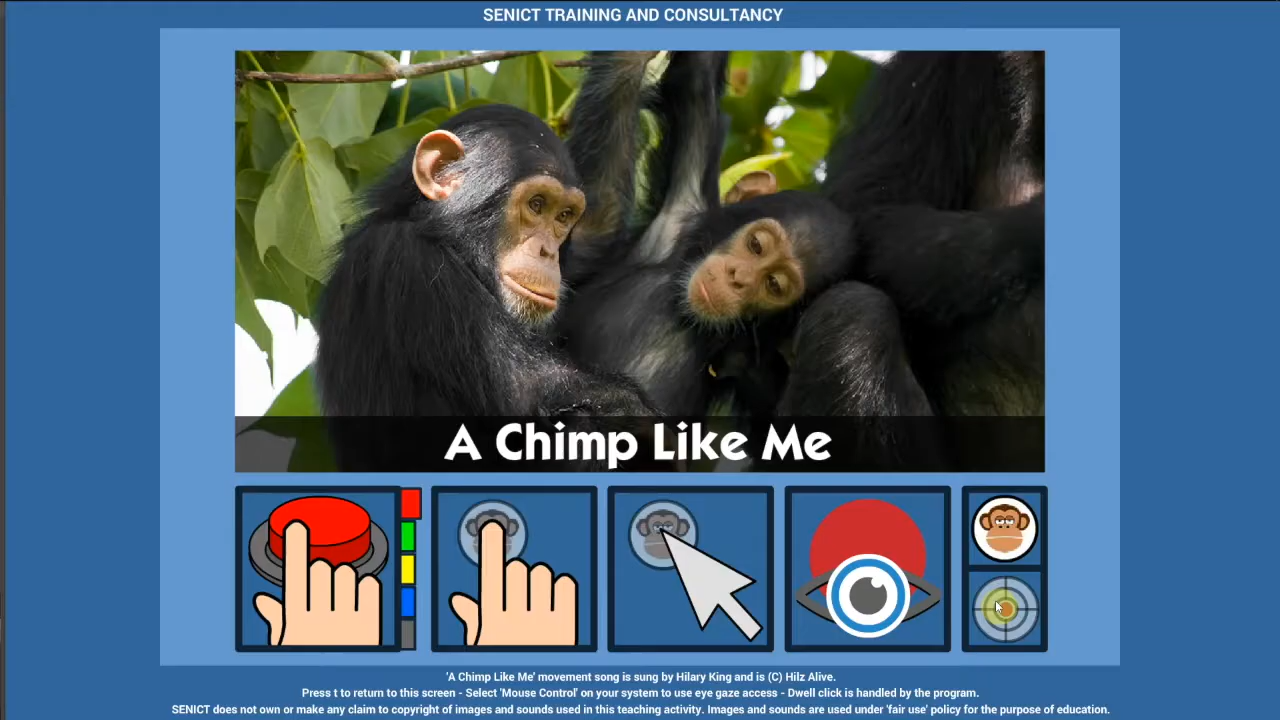 SENICT TRAINING AND CONSULTANCY
A Chimp Like Me
'A Chimp Like Me' movement song is sung by Hilary King and is (C) Hilz Alive.
Press t to return to this screen - Select 'Mouse Control' on your system to use eye gaze access - Dwell click is handled by the program.
SENICT does not own or make any claim to copyright of images and sounds used in this teaching activity. Images and sounds are used under 'fair use' policy for the purpose of education.